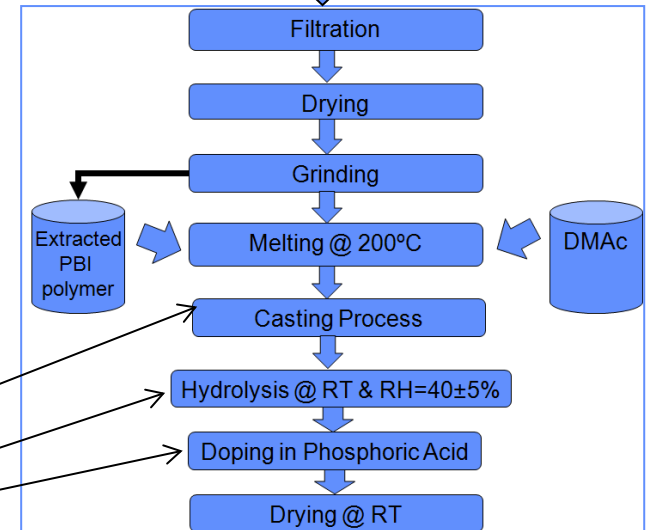 Filtration
Drying
Grinding
Extracted
PBI
polymer
Melting @ 200ºC
DMAc
Casting Process
Hydrolysis @ RT & RH=40±5%
Doping in Phosphoric Acid
Drying @ RT